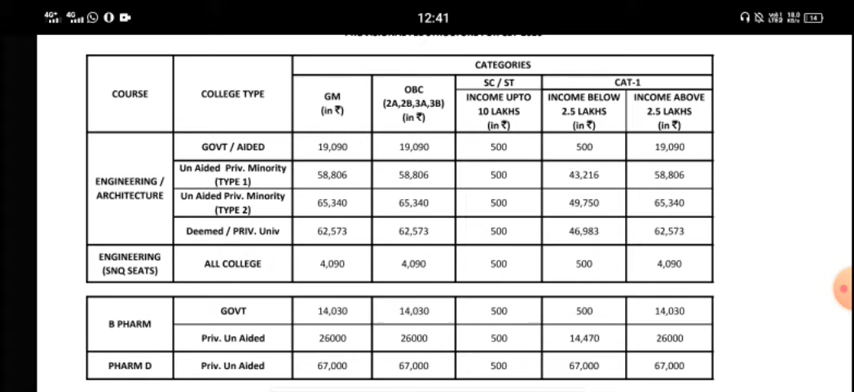 12:41
CATEGORIES
COURSE COLLEGE TYPE GM (in ₹) OBC (2A,2B,3A,3B) (in ₹) SC / ST CAT-1
INCOME UPTO 10 LAKHS (in ₹) INCOME BELOW 2.5 LAKHS (in ₹) INCOME ABOVE 2.5 LAKHS (in ₹)
ENGINEERING / ARCHITECTURE
GOVT / AIDED 19,090 19,090 500 500 19,090
Un Aided Priv. Minority (TYPE 1) 58,806 58,806 500 43,216 58,806
Un Aided Priv. Minority (TYPE 2) 65,340 65,340 500 49,750 65,340
Deemed / PRIV. Univ 62,573 62,573 500 46,983 62,573
ENGINEERING (SNQ SEATS) ALL COLLEGE 4,090 4,090 500 500 4,090
B PHARM
GOVT 14,030 14,030 500 500 14,030
Priv. Un Aided 26000 26000 500 14,470 26000
PHARM D Priv. Un Aided 67,000 67,000 500 67,000 67,000